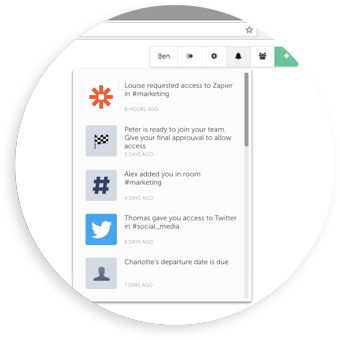 Ben
Louise requested access to Zapier
in #marketing
8 HOURS AGO
Peter is ready to join your team.
Give your final approuval to allow
access
2 DAYS AGO
Alex added you in room
#marketing
4 DAYS AGO
Thomas gave you access to Twitter
in #social_media
5 DAYS AGO
Charlotte's departure date is due
7 DAYS AGO